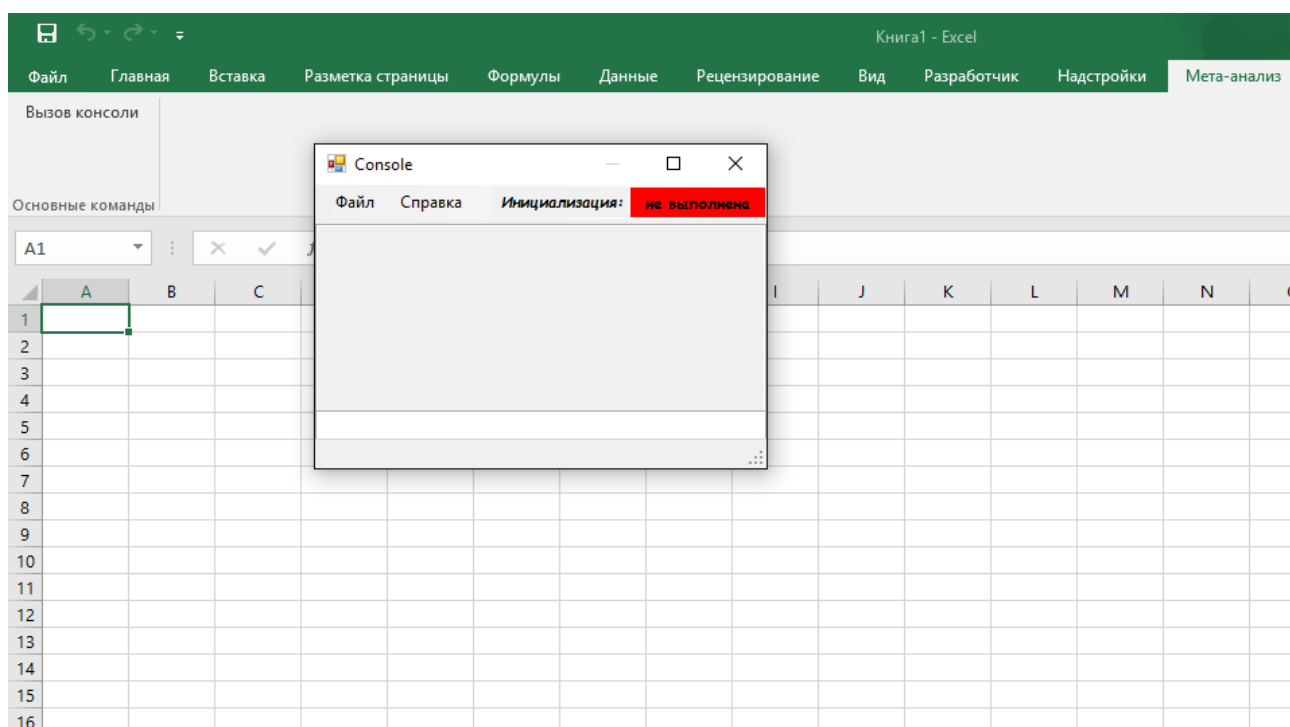 Книга1 - Excel
Файл Главная Вставка Разметка страницы Формулы Данные Рецензирование Вид Разработчик Надстройки Мета-анализ
Вызов консоли
Console
Файл Справка Инициализация: не выполнена
Основные команды
A1
A B C I J K L M N
1
2
3
4
5
6
7
8
9
10
11
12
13
14
15
16